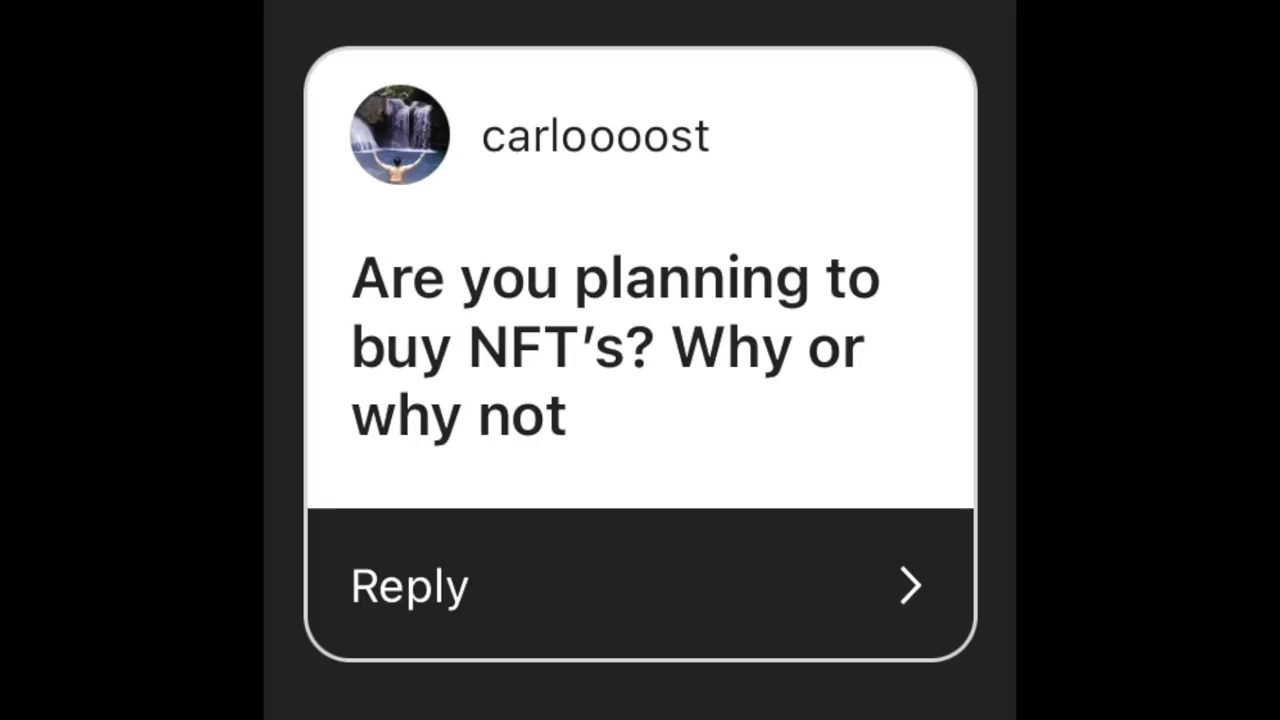 carloooost
Are you planning to
buy NFT’s? Why or
why not
Reply